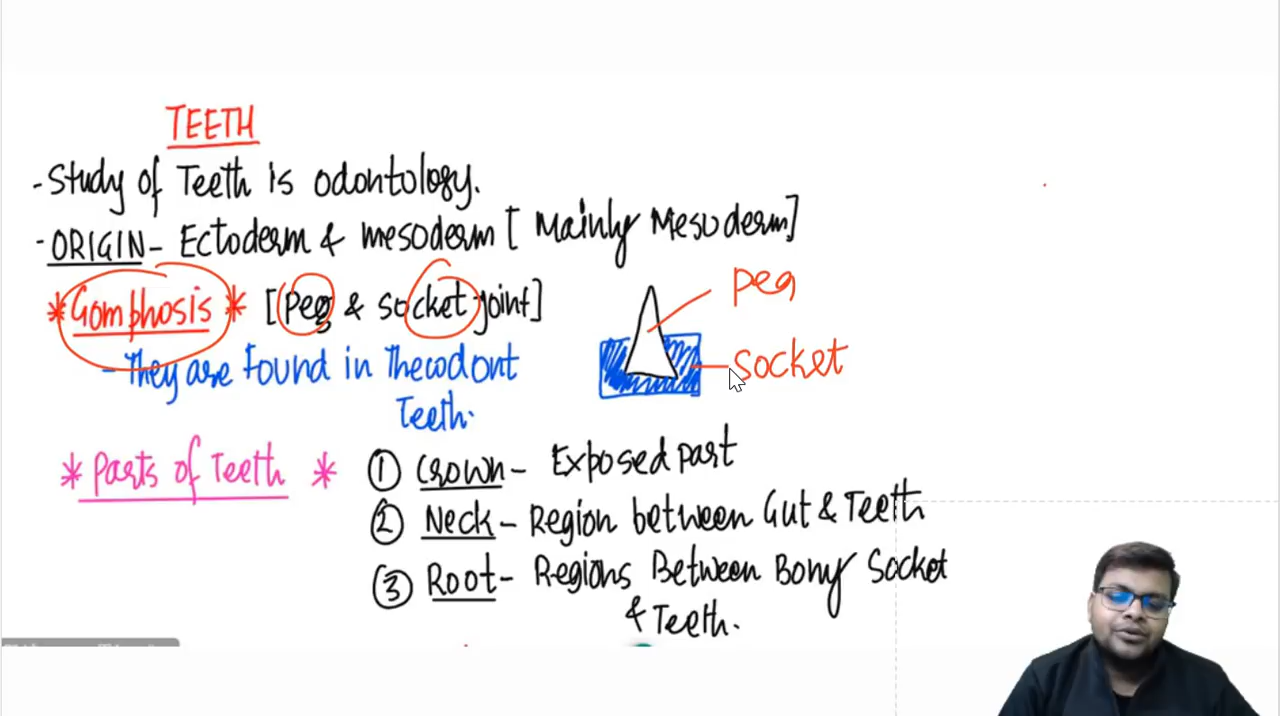 TEETH
- Study of Teeth is odontology.
- ORIGIN - Ectoderm & mesoderm [Mainly Mesoderm]
* Gomphosis * [Peg & socket joint]
peg
socket
- They are found in Thecodont
Teeth.
* Parts of Teeth *
① Crown - Exposed part
② Neck - Region between Gut & Teeth
③ Root - Regions Between Bony Socket
& Teeth.